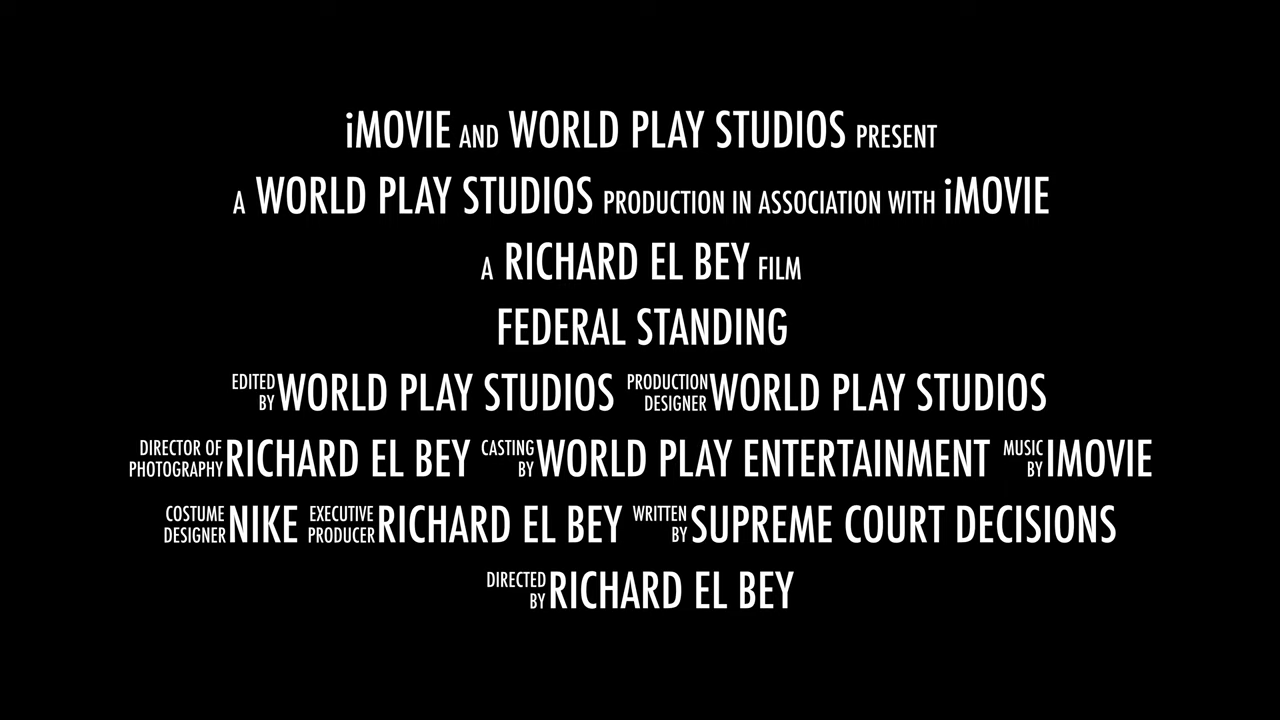 iMOVIE AND WORLD PLAY STUDIOS PRESENT
A WORLD PLAY STUDIOS PRODUCTION IN ASSOCIATION WITH iMOVIE
A RICHARD EL BEY FILM
FEDERAL STANDING
EDITED BY WORLD PLAY STUDIOS PRODUCTION DESIGNER WORLD PLAY STUDIOS
DIRECTOR OF PHOTOGRAPHY RICHARD EL BEY CASTING BY WORLD PLAY ENTERTAINMENT MUSIC BY IMOVIE
COSTUME DESIGNER NIKE EXECUTIVE PRODUCER RICHARD EL BEY WRITTEN BY SUPREME COURT DECISIONS
DIRECTED BY RICHARD EL BEY